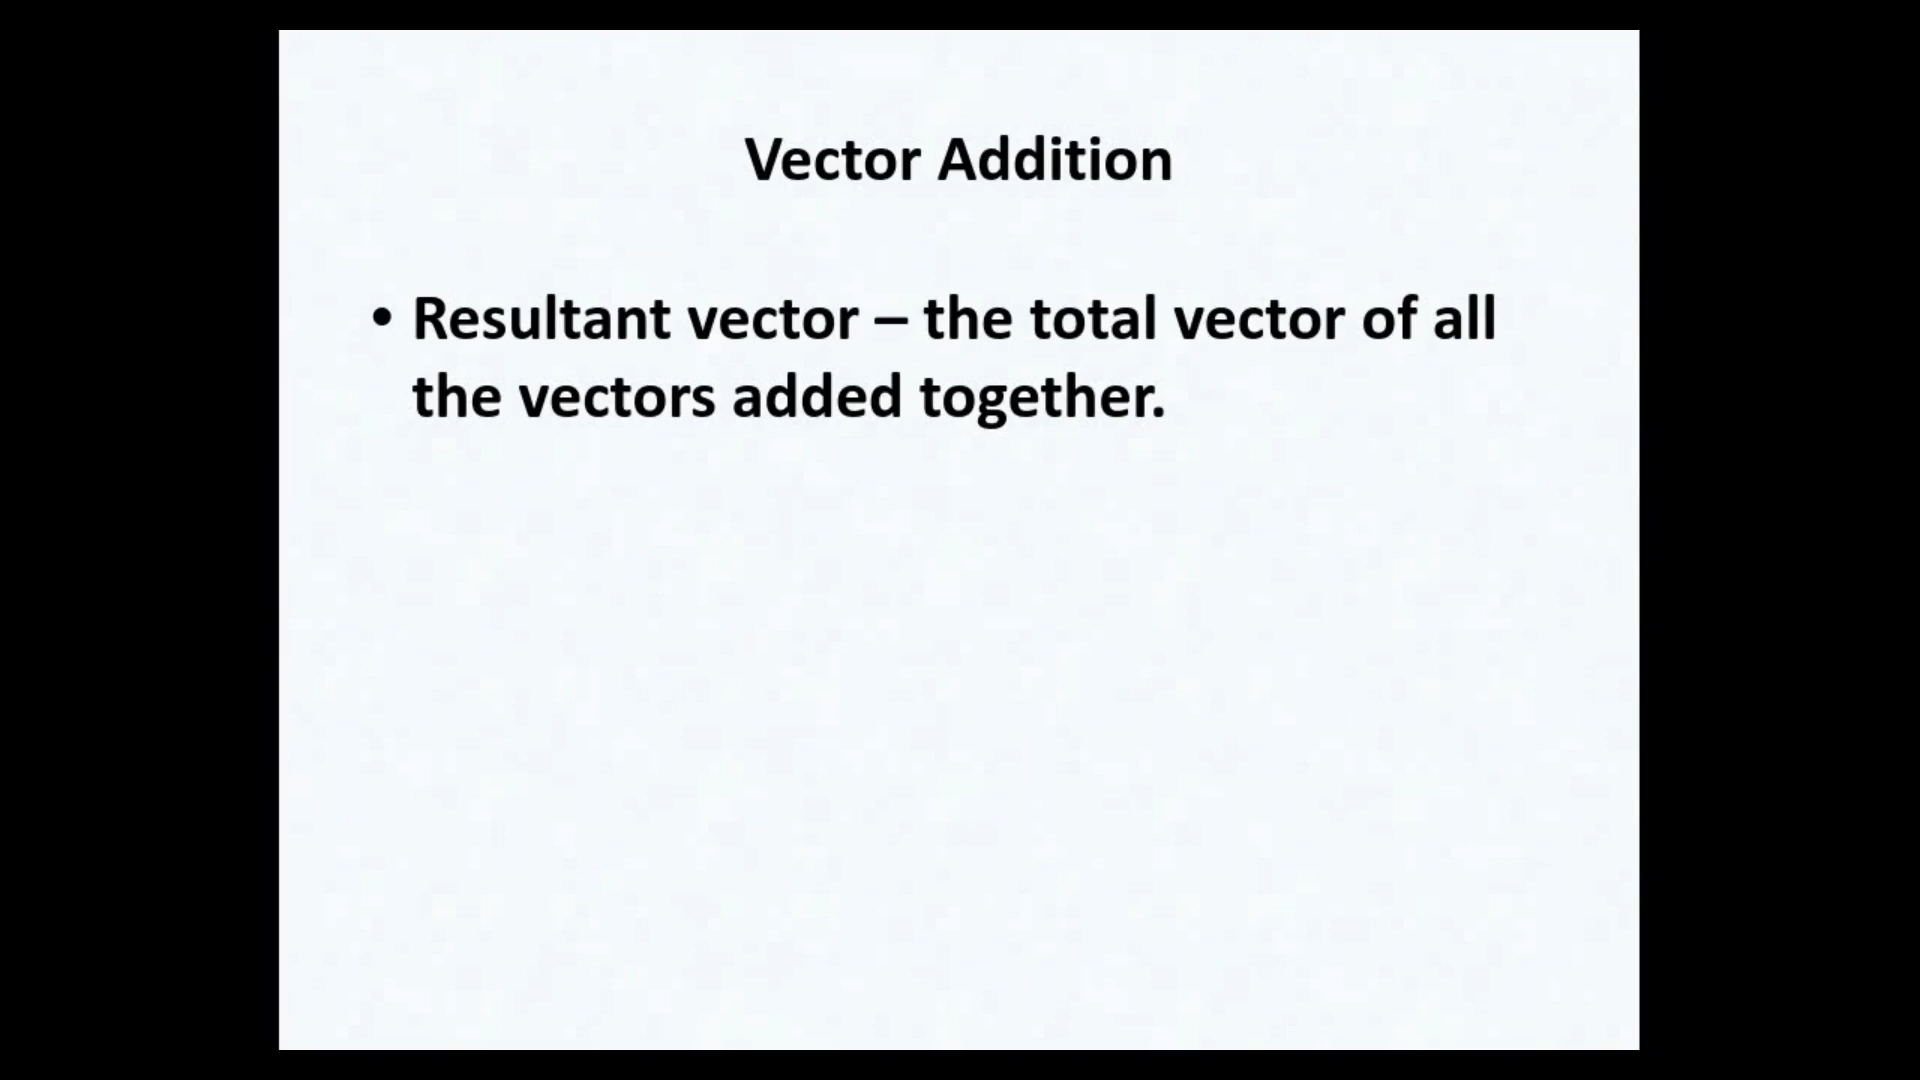 Vector Addition
• Resultant vector – the total vector of all
the vectors added together.